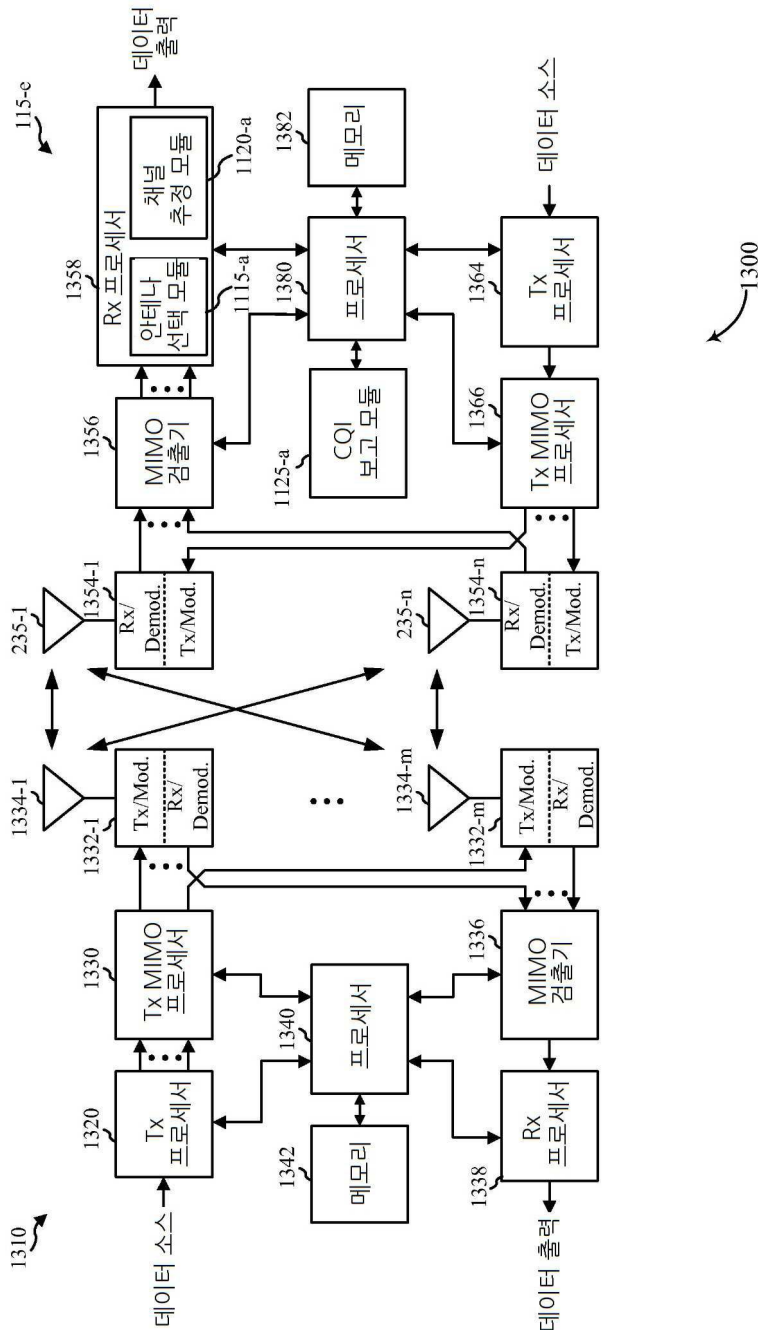 1310
데이터 소스
1320
Tx
프로세서
1330
Tx MIMO
프로세서
1332-1
1334-1
Tx/Mod.
Rx/
Demod.
1342
메모리
1340
프로세서
데이터 출력
1338
Rx
프로세서
1336
MIMO
검출기
1332-m
1334-m
Tx/Mod.
Rx/
Demod.
115-e
235-1
1354-1
Rx/
Demod.
Tx/Mod.
1356
MIMO
검출기
1358
Rx 프로세서
안테나
선택 모듈
1115-a
채널
추정 모듈
1120-a
데이터
출력
1125-a
CQI
보고 모듈
1380
프로세서
1382
메모리
235-n
1354-n
Rx/
Demod.
Tx/Mod.
1366
Tx MIMO
프로세서
1364
Tx
프로세서
데이터 소스
1300